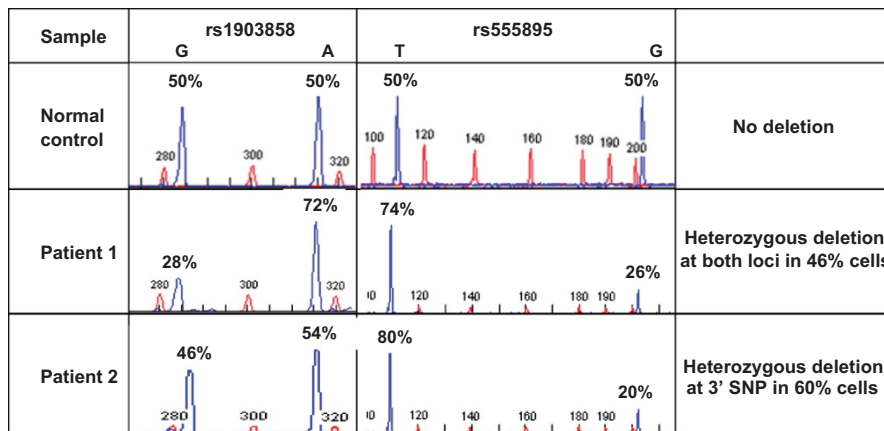 Sample
rs1903858
rs555895
G A T G
Normal control
50% 50% 50% 50%
280 300 320 100 120 140 160 180 190 200
No deletion
Patient 1
28% 72% 74% 26%
280 300 320 120 140 160 180 190
Heterozygous deletion
at both loci in 46% cells
Patient 2
46% 54% 80% 20%
280 300 320 120 140 160 180 190
Heterozygous deletion
at 3’ SNP in 60% cells